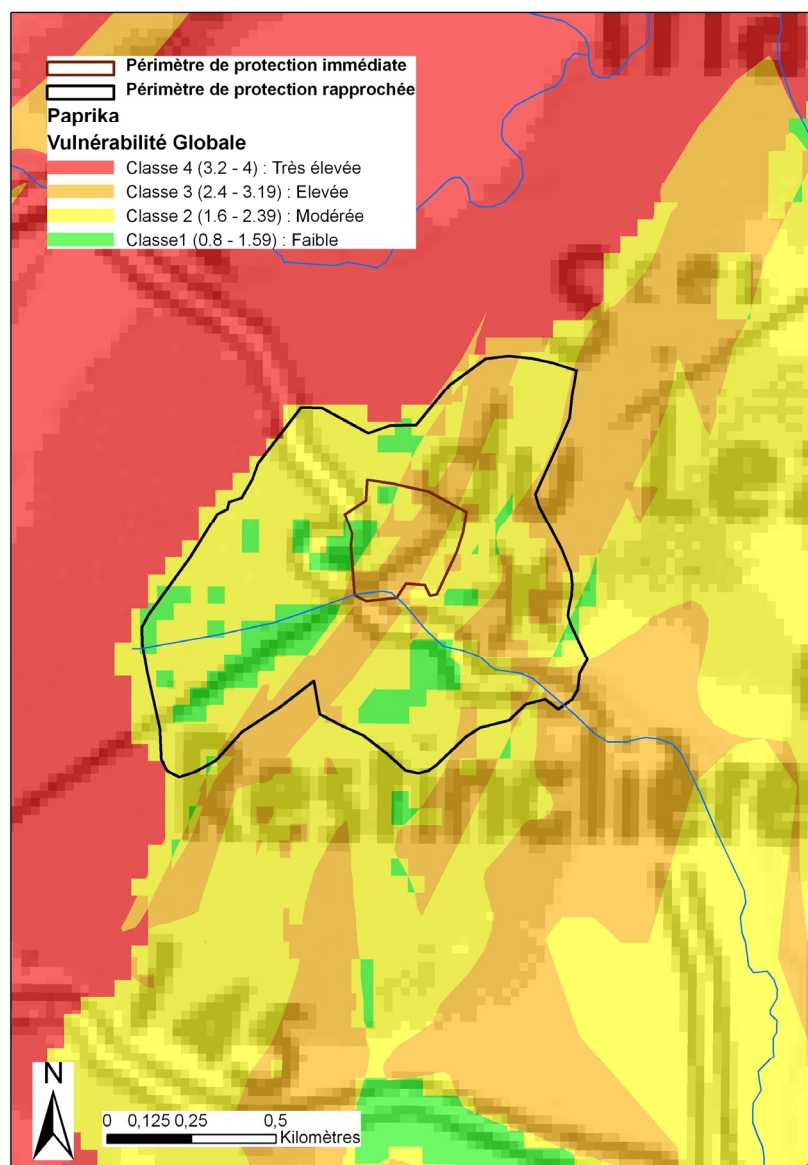 Périmètre de protection immédiate
Périmètre de protection rapprochée
Paprika
Vulnérabilité Globale
Classe 4 (3.2 - 4) : Très élevée
Classe 3 (2.4 - 3.19) : Elevée
Classe 2 (1.6 - 2.39) : Modérée
Classe1 (0.8 - 1.59) : Faible
Le
N
0 0,125 0,25 0,5
Kilomètres